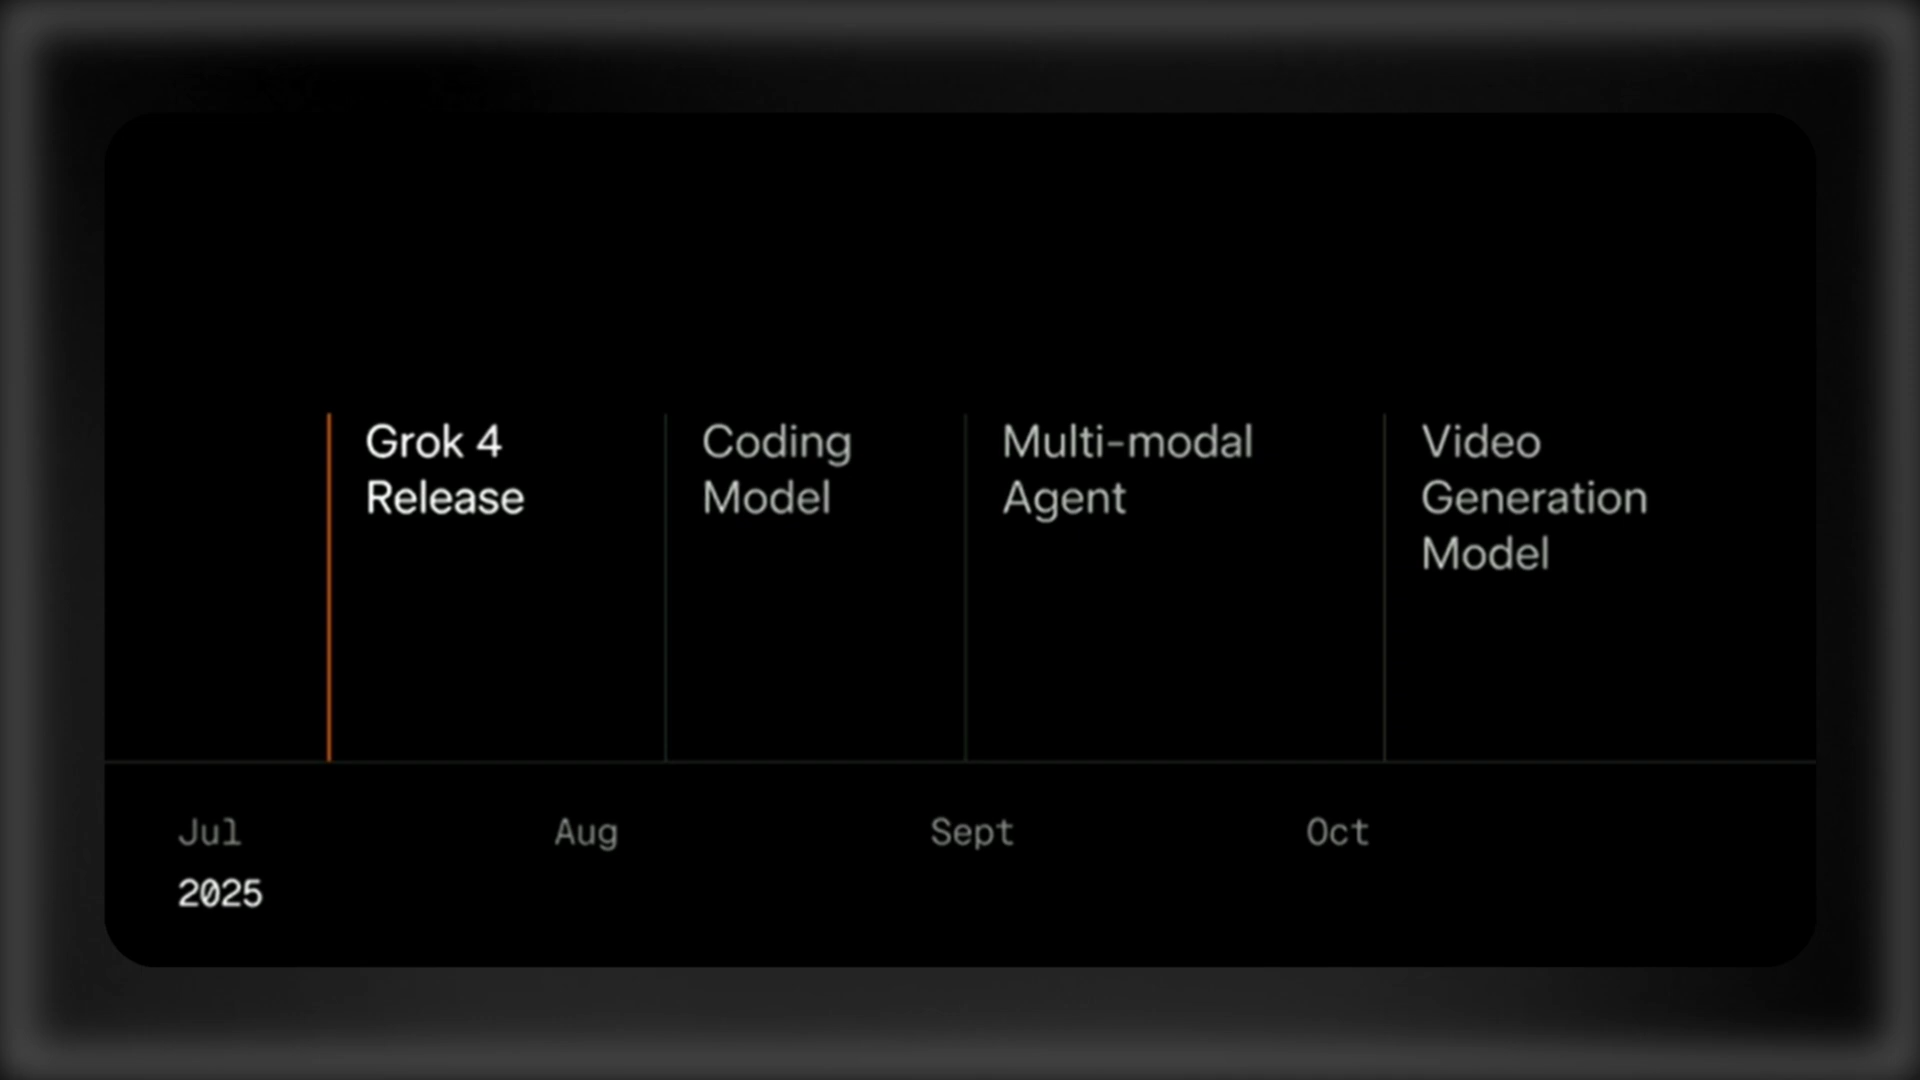 Grok 4
Release
Coding
Model
Multi-modal
Agent
Video
Generation
Model
Jul
Aug
Sept
Oct
2025